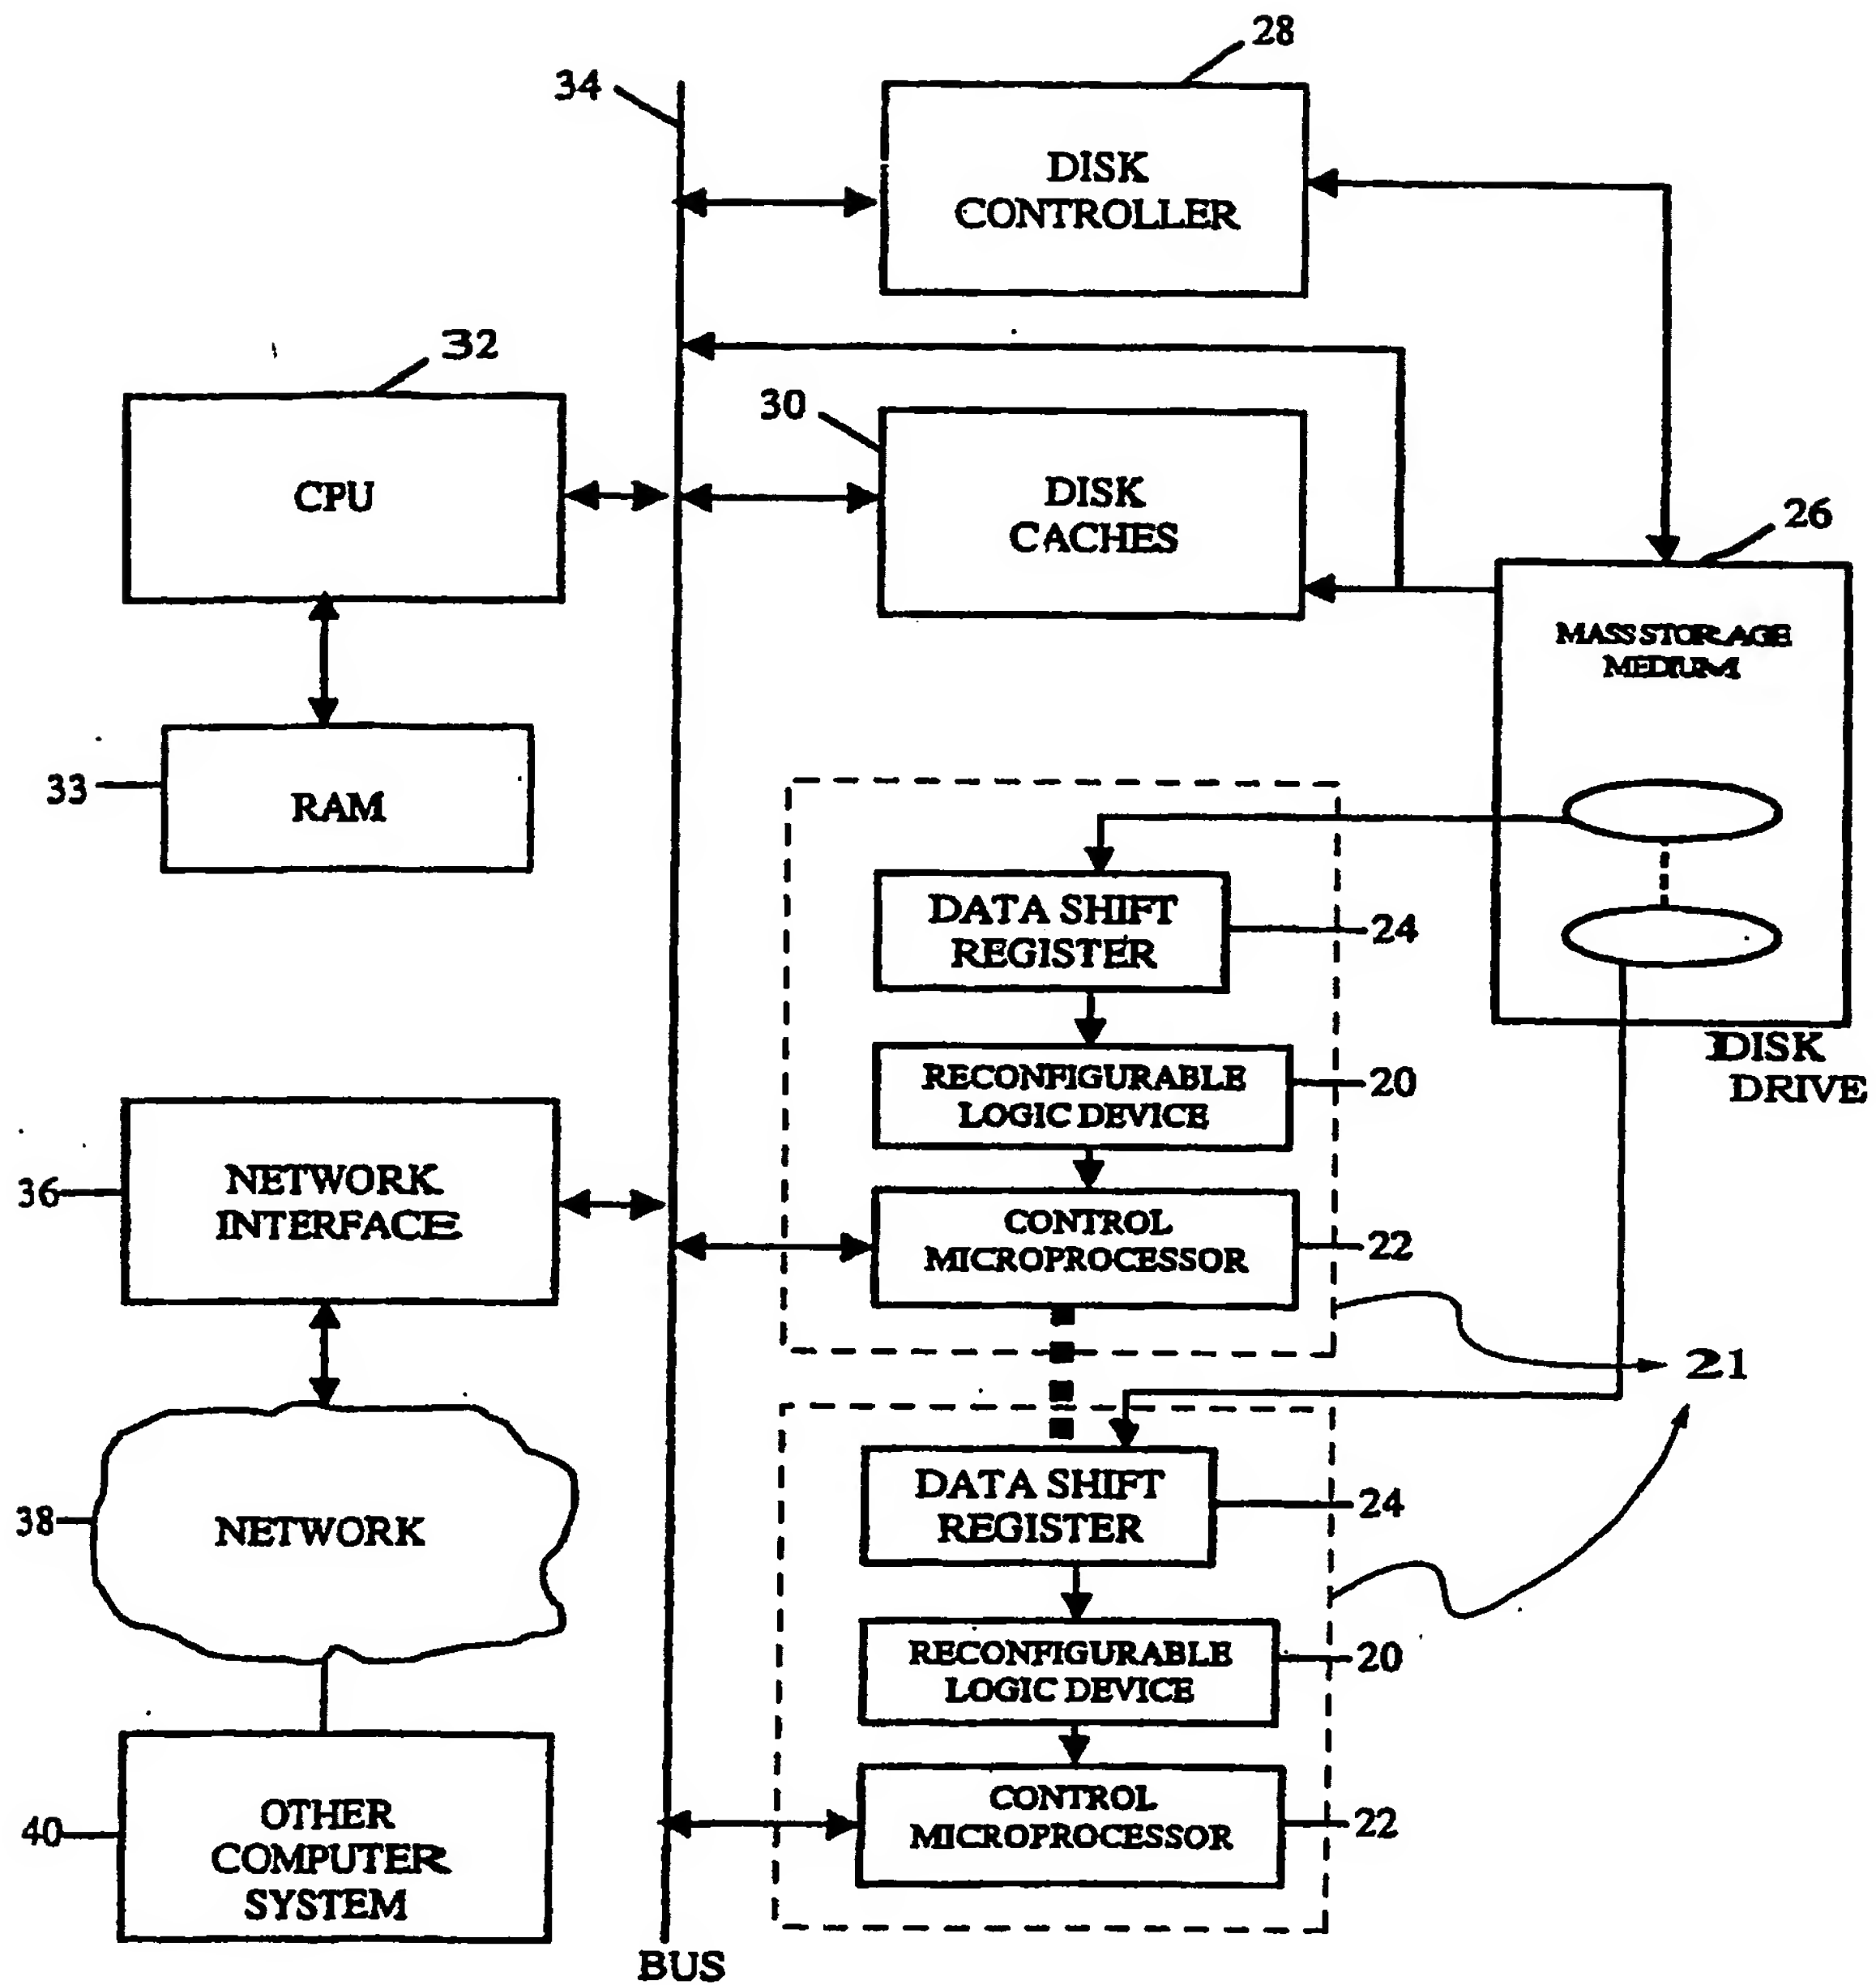 28
34
DISK
CONTROLLER
32
30
CPU
DISK
CACHES
26
MASS STORAGE
MEDIUM
33
RAM
DATA SHIFT
REGISTER
24
DISK
DRIVE
RECONFIGURABLE
LOGIC DEVICE
20
36
NETWORK
INTERFACE
CONTROL
MICROPROCESSOR
22
21
DATA SHIFT
REGISTER
24
38
NETWORK
RECONFIGURABLE
LOGIC DEVICE
20
CONTROL
MICROPROCESSOR
22
40
OTHER
COMPUTER
SYSTEM
BUS